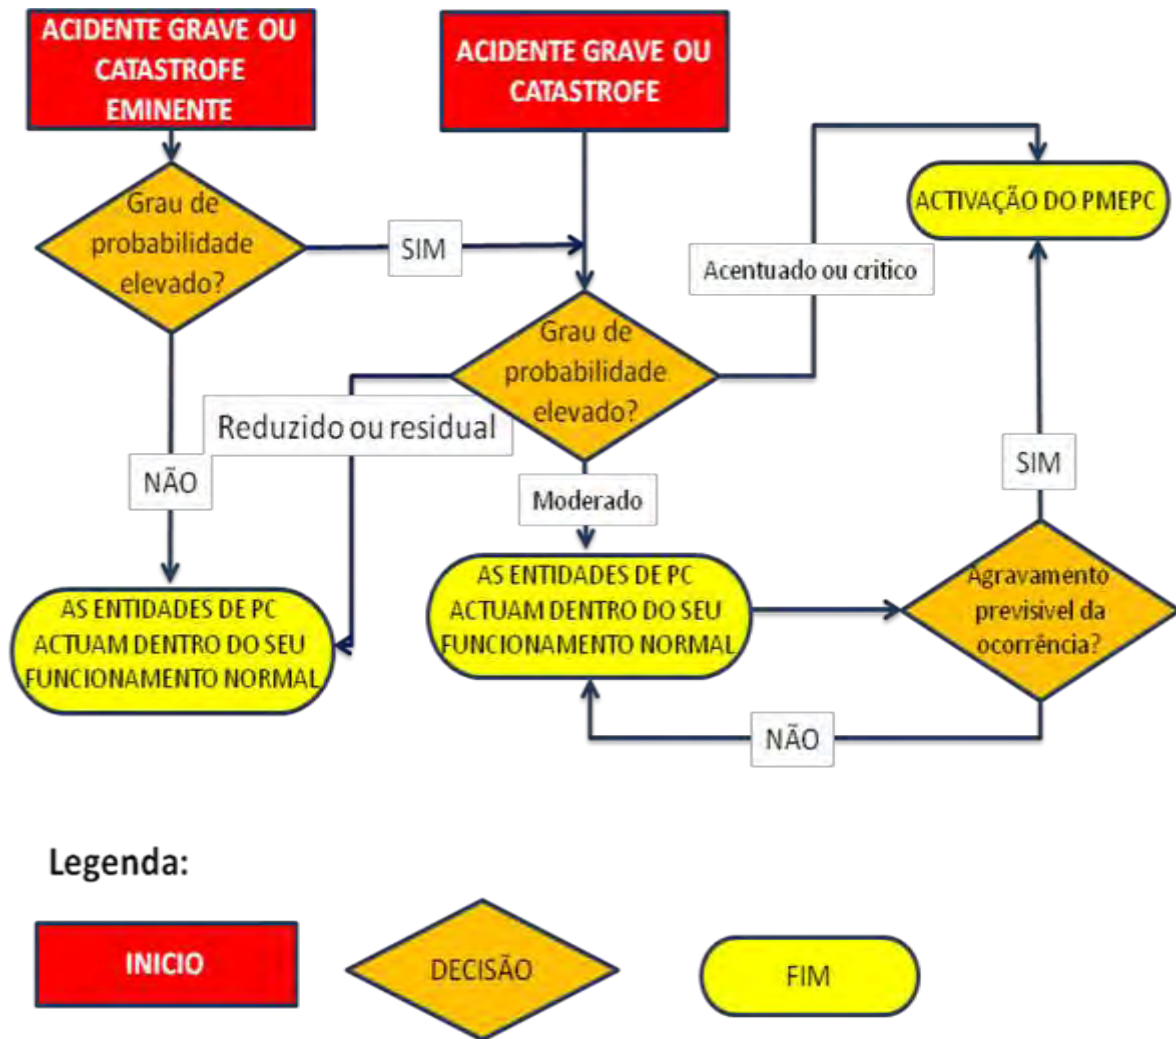 ACIDENTE GRAVE OU
CATASTROFE
EMINENTE
ACIDENTE GRAVE OU
CATASTROFE
Grau de
probabilidade
elevado?
SIM
Acentuado ou critico
ACTIVAÇÃO DO PMEPC
Grau de
probabilidade
elevado?
Reduzido ou residual
NÃO
Moderado
SIM
AS ENTIDADES DE PC
ACTUAM DENTRO DO SEU
FUNCIONAMENTO NORMAL
AS ENTIDADES DE PC
ACTUAM DENTRO DO SEU
FUNCIONAMENTO NORMAL
Agravamento
previsivel da
ocorrência?
NÃO
Legenda:
INICIO
DECISÃO
FIM